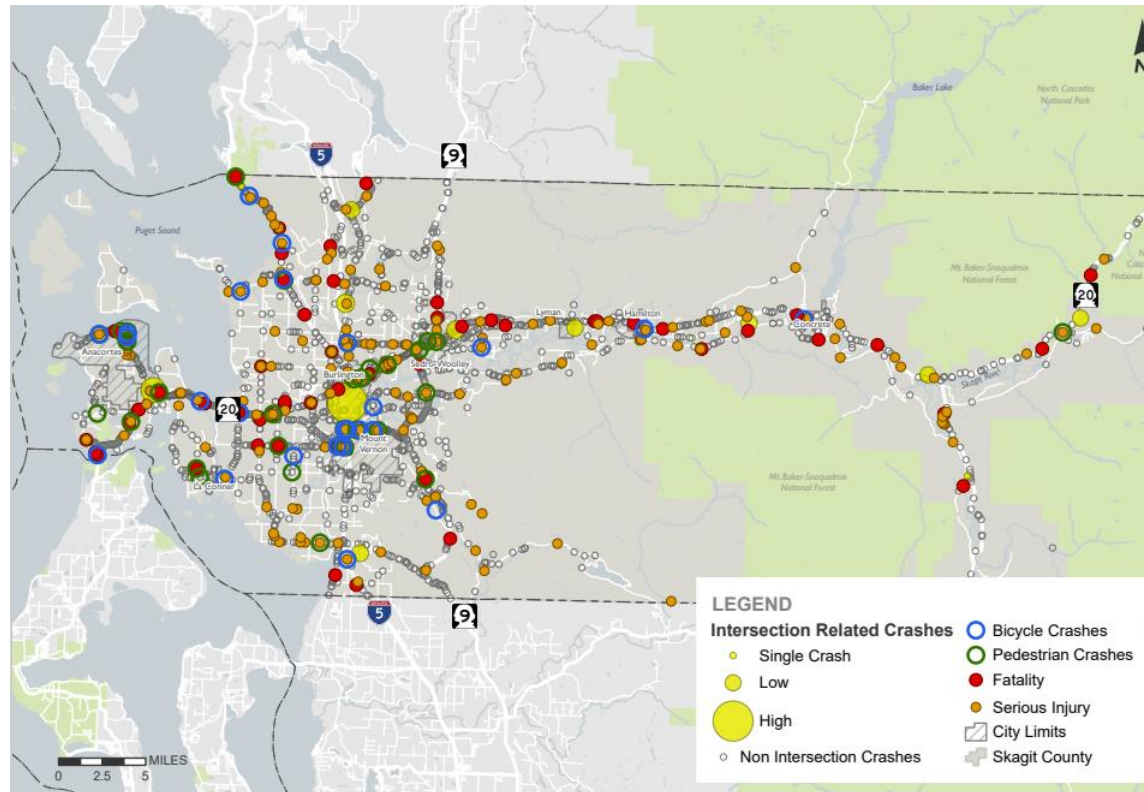 N
Baker Lake
North Cascades
National Park
5
9
Puget Sound
Mt. Baker-Snoqualmie
National Forest
20
Lyman
Hamilton
Concrete
Anacortes
Sedro-Woolley
Burlington
Skagit River
20
Mount
Vernon
La Conner
Mt. Baker-Snoqualmie
National Forest
5
9
LEGEND
Intersection Related Crashes
Single Crash
Low
High
Non Intersection Crashes
Bicycle Crashes
Pedestrian Crashes
Fatality
Serious Injury
City Limits
Skagit County
MILES
0 2.5 5